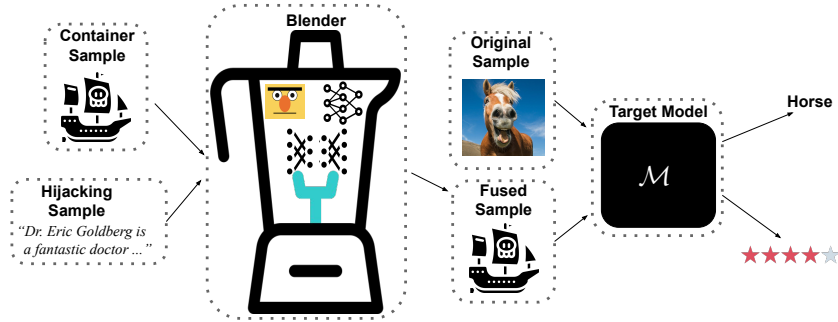 Container
Sample
Hijacking
Sample
“Dr. Eric Goldberg is
a fantastic doctor ...”
Blender
Original
Sample
Fused
Sample
Target Model
ℳ
Horse